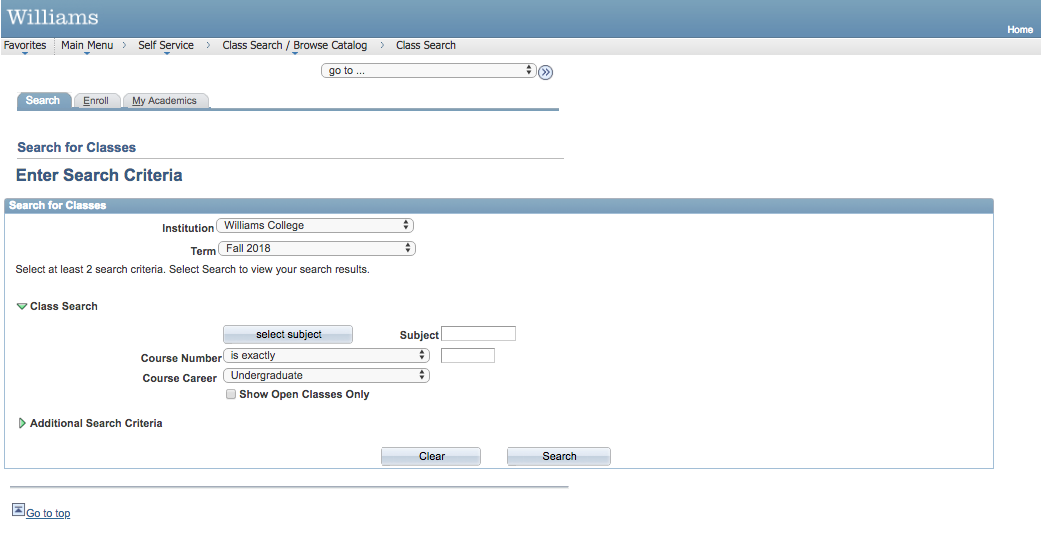 Williams
Home
Favorites Main Menu > Self Service > Class Search / Browse Catalog > Class Search
go to ...
Search Enroll My Academics
Search for Classes
Enter Search Criteria
Search for Classes
Institution Williams College
Term Fall 2018
Select at least 2 search criteria. Select Search to view your search results.
Class Search
select subject Subject
Course Number is exactly
Course Career Undergraduate
Show Open Classes Only
Additional Search Criteria
Clear Search
Go to top